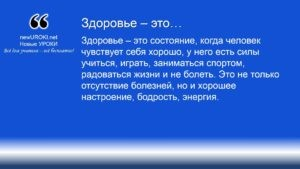 newUROKI.net
Новые УРОКИ
Всё для учителя – всё бесплатно!
Здоровье – это…
Здоровье – это состояние, когда человек
чувствует себя хорошо, у него есть силы
учиться, играть, заниматься спортом,
радоваться жизни и не болеть. Это не только
отсутствие болезней, но и хорошее
настроение, бодрость, энергия.